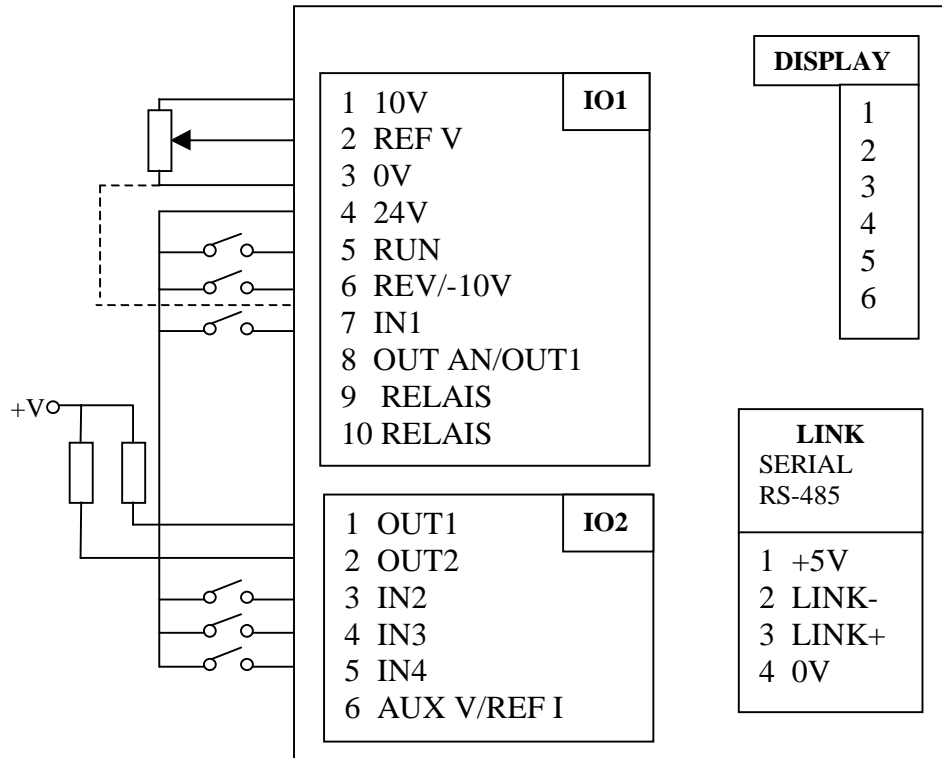 DISPLAY
1
2
3
4
5
6
IO1
1 10V
2 REF V
3 0V
4 24V
5 RUN
6 REV/-10V
7 IN1
8 OUT AN/OUT1
9 RELAIS
10 RELAIS
+V
IO2
1 OUT1
2 OUT2
3 IN2
4 IN3
5 IN4
6 AUX V/REF I
LINK
SERIAL
RS-485
1 +5V
2 LINK-
3 LINK+
4 0V